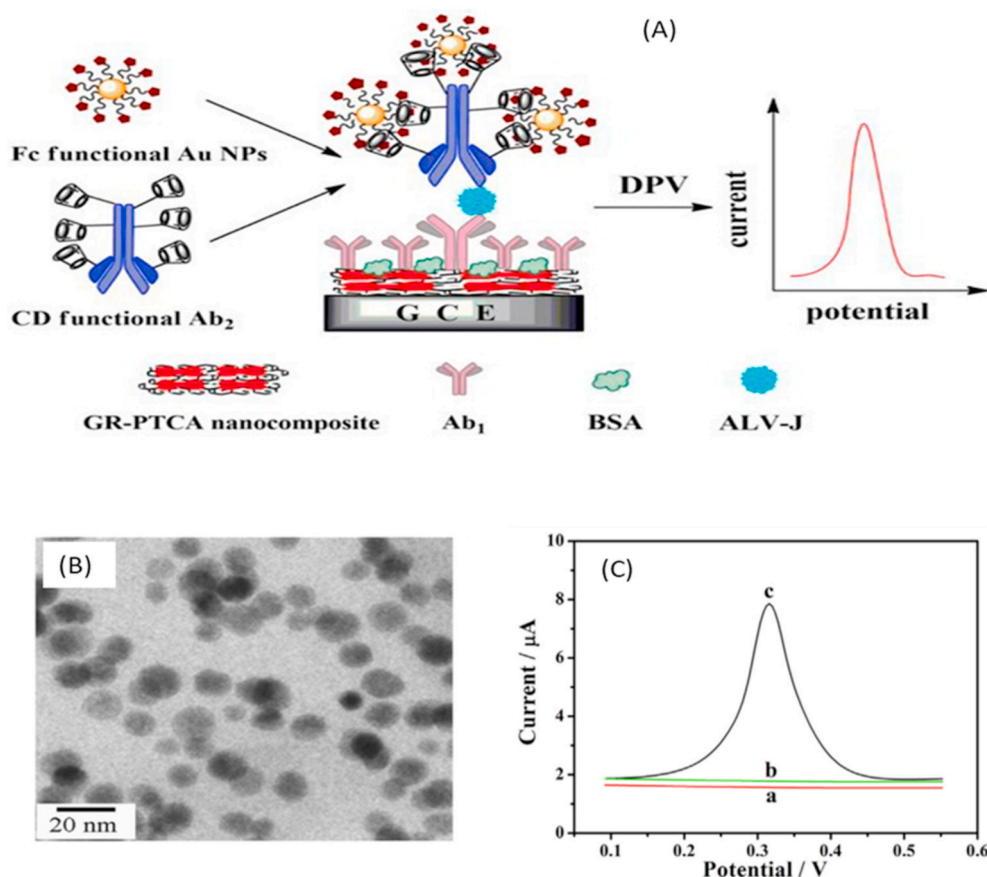 (A)
Fc functional Au NPs
CD functional Ab₂
DPV
current
potential
G C E
GR-PTCA nanocomposite
Ab₁
BSA
ALV-J
(B)
20 nm
(C)
10
8
6
4
2
0
Current / μA
c
b
a
0.1 0.2 0.3 0.4 0.5 0.6
Potential / V